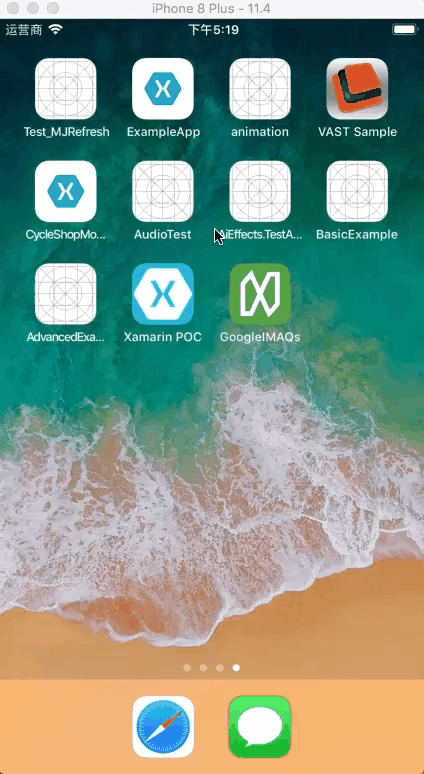 iPhone 8 Plus - 11.4
运营商 下午5:19
Test_MJRefresh ExampleApp animation VAST Sample
CycleShopMo... AudioTest iEffects.TestA... BasicExample
AdvancedExa... Xamarin POC GoogleIMAQs